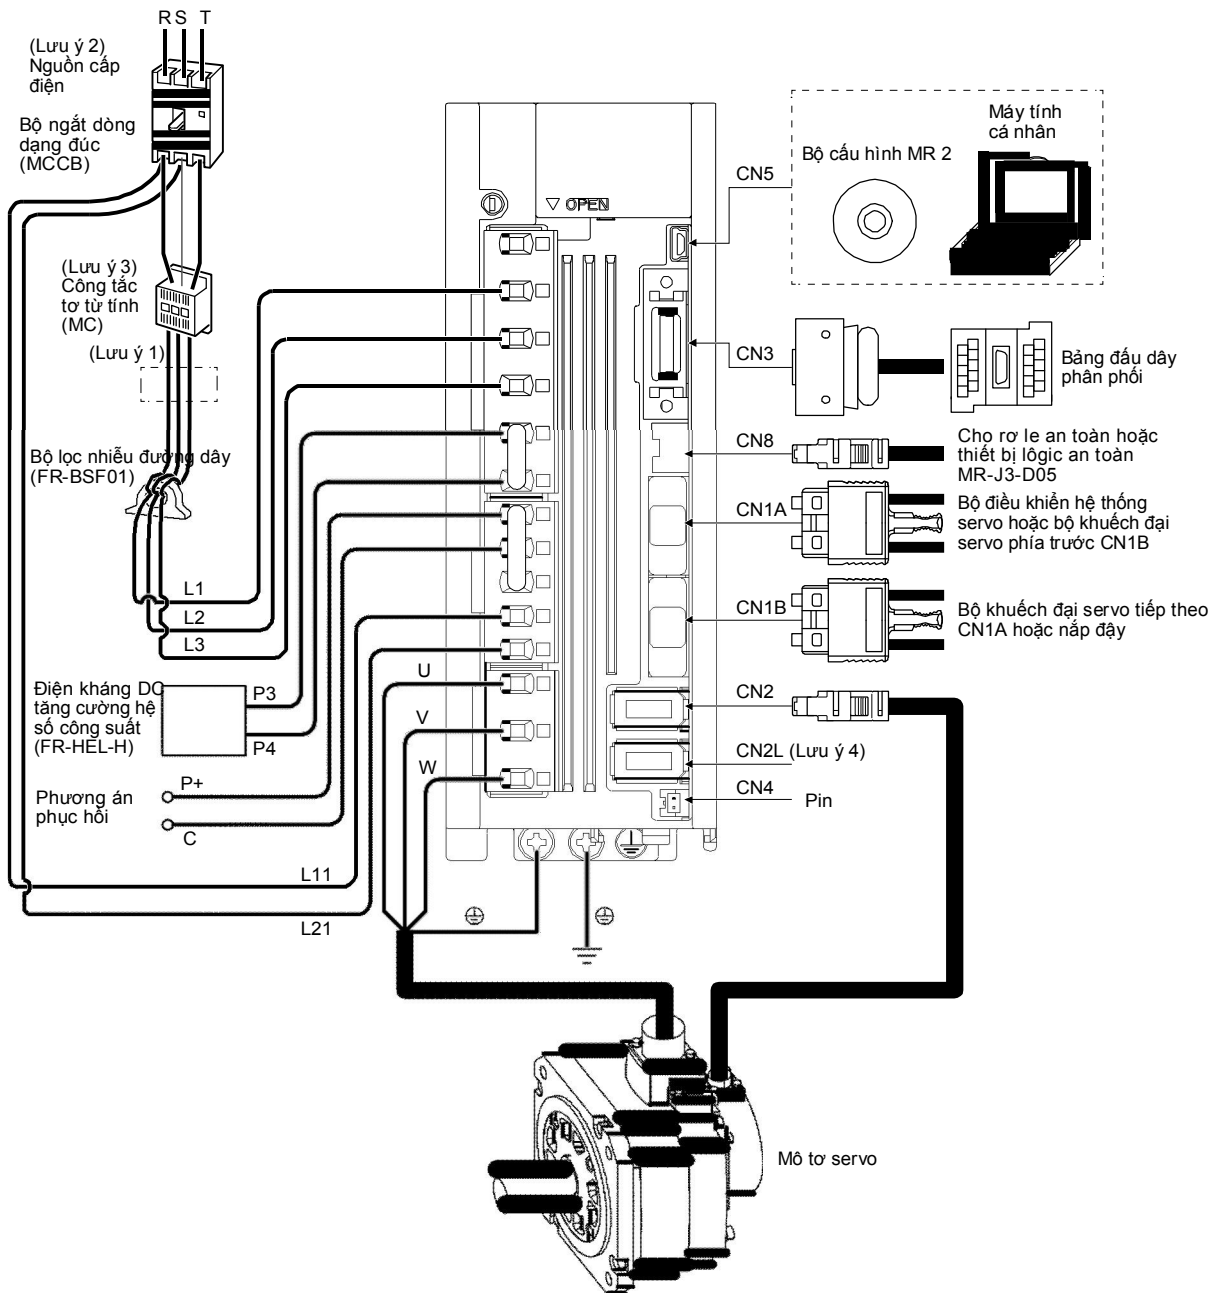 R S T
(Lưu ý 2)
Nguồn cấp
điện
Bộ ngắt dòng
dạng đúc
(MCCB)
(Lưu ý 3)
Công tắc
tơ từ tính
(MC)
(Lưu ý 1)
Bộ lọc nhiễu đường dây
(FR-BSF01)
L1
L2
L3
Điện kháng DC
tăng cường hệ
số công suất
(FR-HEL-H)
P3
P4
Phương án
phục hồi
P+
C
L11
L21
U
V
W
▽ OPEN
CN5
Bộ cấu hình MR 2
Máy tính
cá nhân
CN3
Bảng đấu dây
phân phối
CN8
Cho rơ le an toàn hoặc
thiết bị lôgic an toàn
MR-J3-D05
CN1A
Bộ điều khiển hệ thống
servo hoặc bộ khuếch đại
servo phía trước CN1B
CN1B
Bộ khuếch đại servo tiếp theo
CN1A hoặc nắp đậy
CN2
CN2L (Lưu ý 4)
CN4
Pin
Mô tơ servo